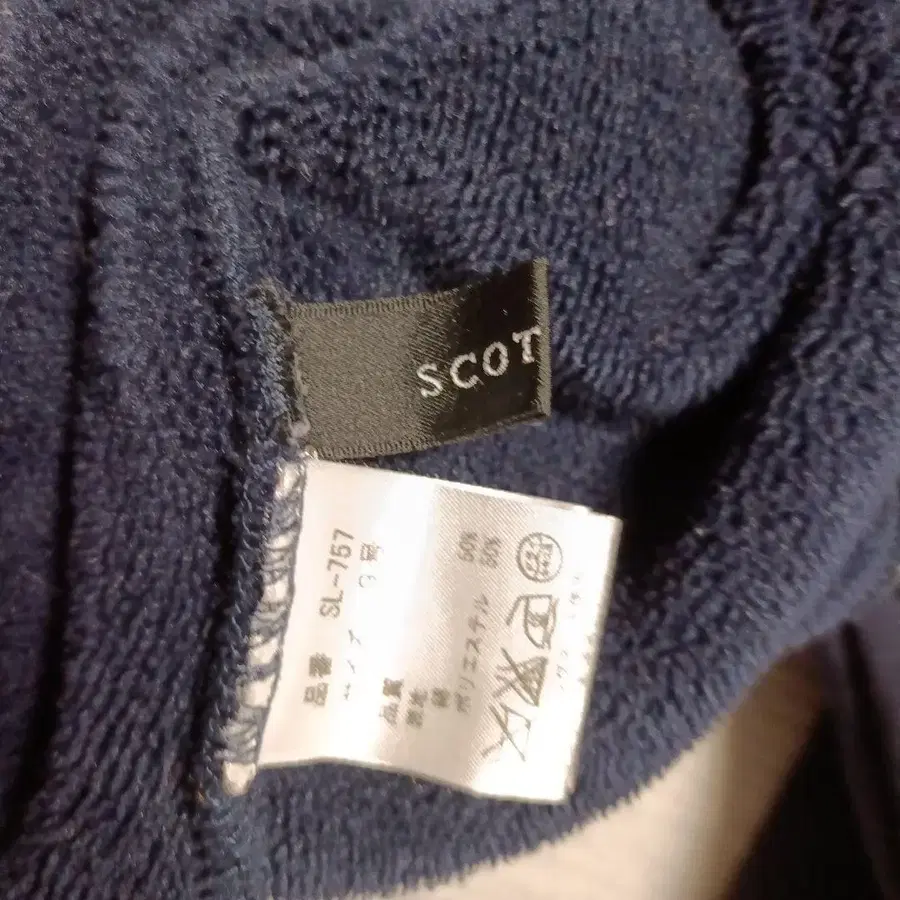 SCOT
品番 SL-757
サイズ 9号
品質
表地
綿 50%
ポリエステル 50%